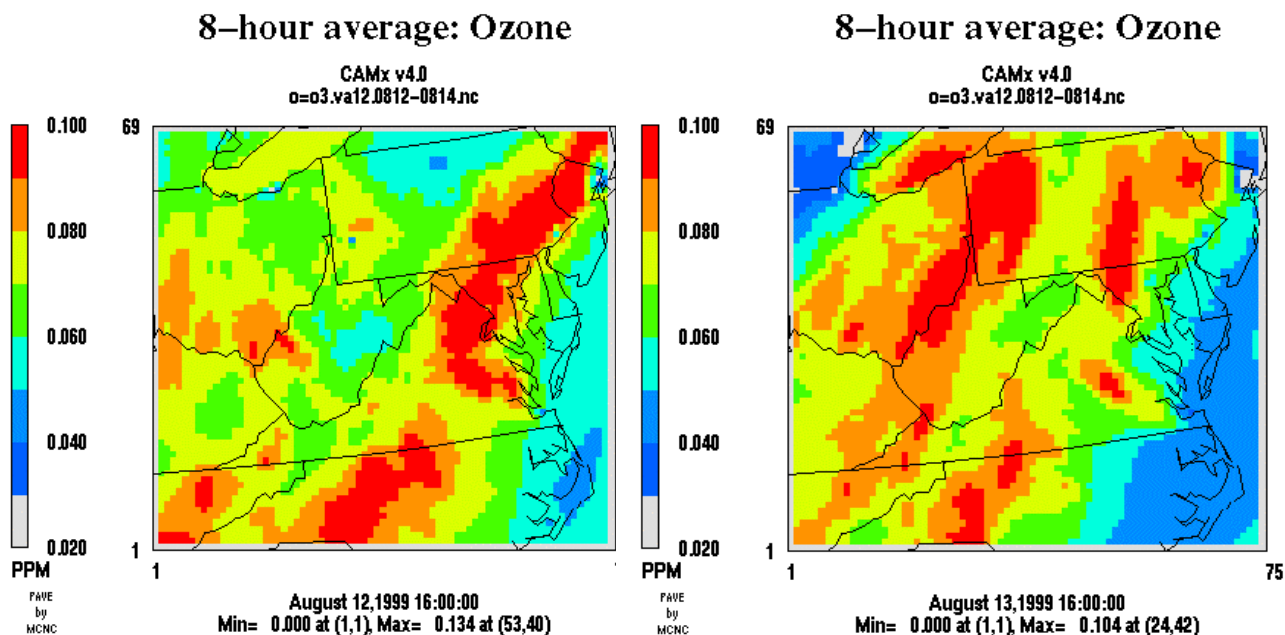 8–hour average: Ozone
CAMx v4.0
o=o3.va12.0812–0814.nc
0.100
0.080
0.060
0.040
0.020
PPM
PAVE
by
MCNC
69
1
1
August 12,1999 16:00:00
Min= 0.000 at (1,1), Max= 0.134 at (53,40)
8–hour average: Ozone
CAMx v4.0
o=o3.va12.0812–0814.nc
0.100
0.080
0.060
0.040
0.020
PPM
PAVE
by
MCNC
69
1
1
75
August 13,1999 16:00:00
Min= 0.000 at (1,1), Max= 0.104 at (24,42)